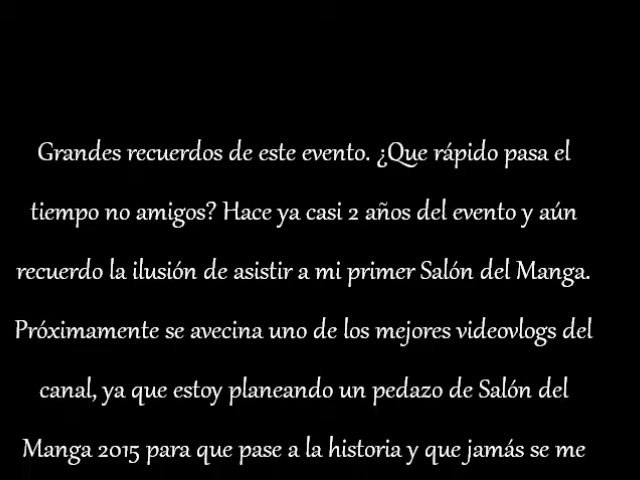 Grandes recuerdos de este evento. ¿Que rápido pasa el
tiempo no amigos? Hace ya casi 2 años del evento y aún
recuerdo la ilusión de asistir a mi primer Salón del Manga.
Próximamente se avecina uno de los mejores videovlogs del
canal, ya que estoy planeando un pedazo de Salón del
Manga 2015 para que pase a la historia y que jamás se me